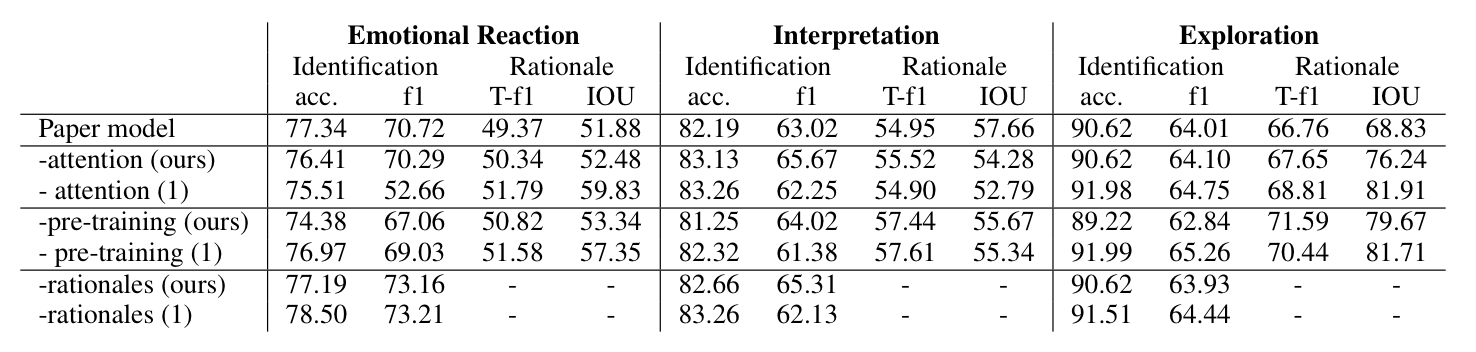 Emotional Reaction Interpretation Exploration
Identification Rationale Identification Rationale Identification Rationale
acc. f1 T-f1 IOU acc. f1 T-f1 IOU acc. f1 T-f1 IOU
Paper model 77.34 70.72 49.37 51.88 82.19 63.02 54.95 57.66 90.62 64.01 66.76 68.83
-attention (ours) 76.41 70.29 50.34 52.48 83.13 65.67 55.52 54.28 90.62 64.10 67.65 76.24
- attention (1) 75.51 52.66 51.79 59.83 83.26 62.25 54.90 52.79 91.98 64.75 68.81 81.91
-pre-training (ours) 74.38 67.06 50.82 53.34 81.25 64.02 57.44 55.67 89.22 62.84 71.59 79.67
- pre-training (1) 76.97 69.03 51.58 57.35 82.32 61.38 57.61 55.34 91.99 65.26 70.44 81.71
-rationales (ours) 77.19 73.16 - - 82.66 65.31 - - 90.62 63.93 - -
-rationales (1) 78.50 73.21 - - 83.26 62.13 - - 91.51 64.44 - -